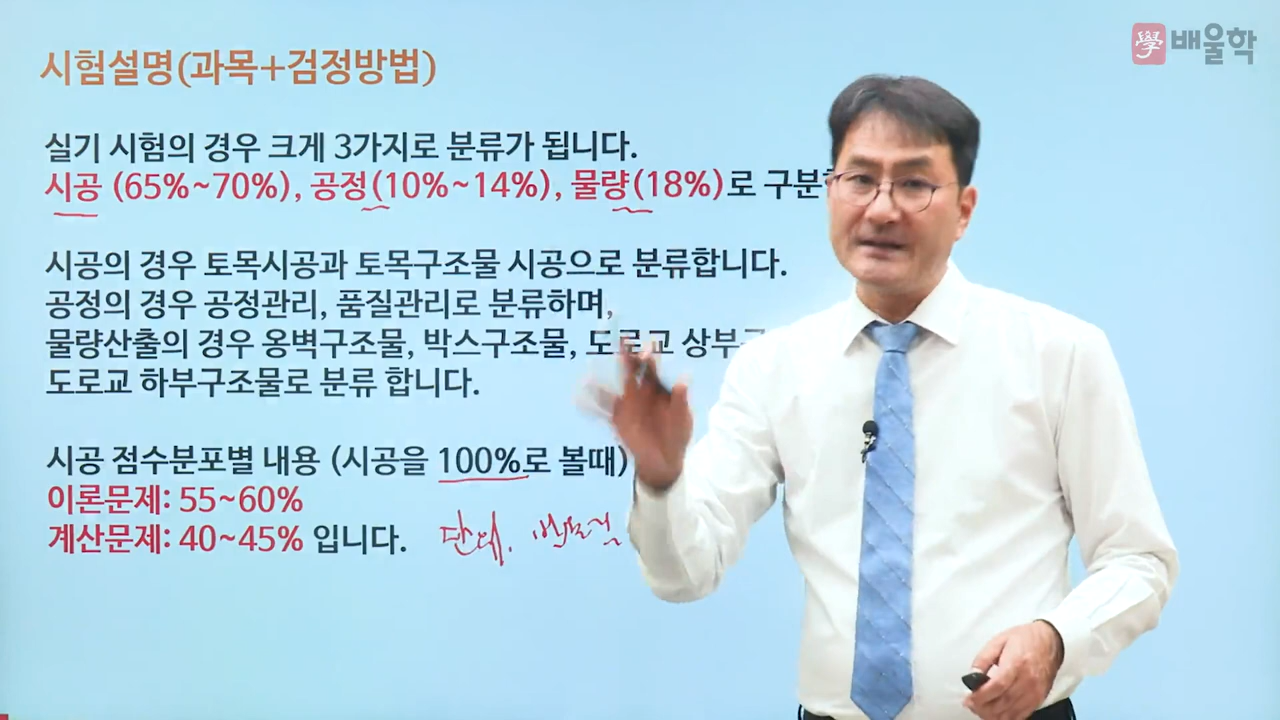 시험설명(과목+검정방법)
學 배울학
실기 시험의 경우 크게 3가지로 분류가 됩니다.
시공 (65%~70%), 공정(10%~14%), 물량(18%)로
시공의 경우 토목시공과 토목구조물 시공으로 분류합니다.
공정의 경우 공정관리, 품질관리로 분류하며,
물량산출의 경우 옹벽구조물, 박스구조물, 도로교 상부
도로교 하부구조물로 분류 합니다.
시공 점수분포별 내용 (시공을 100%로 볼때)
이론문제: 55~60%
계산문제: 40~45% 입니다.